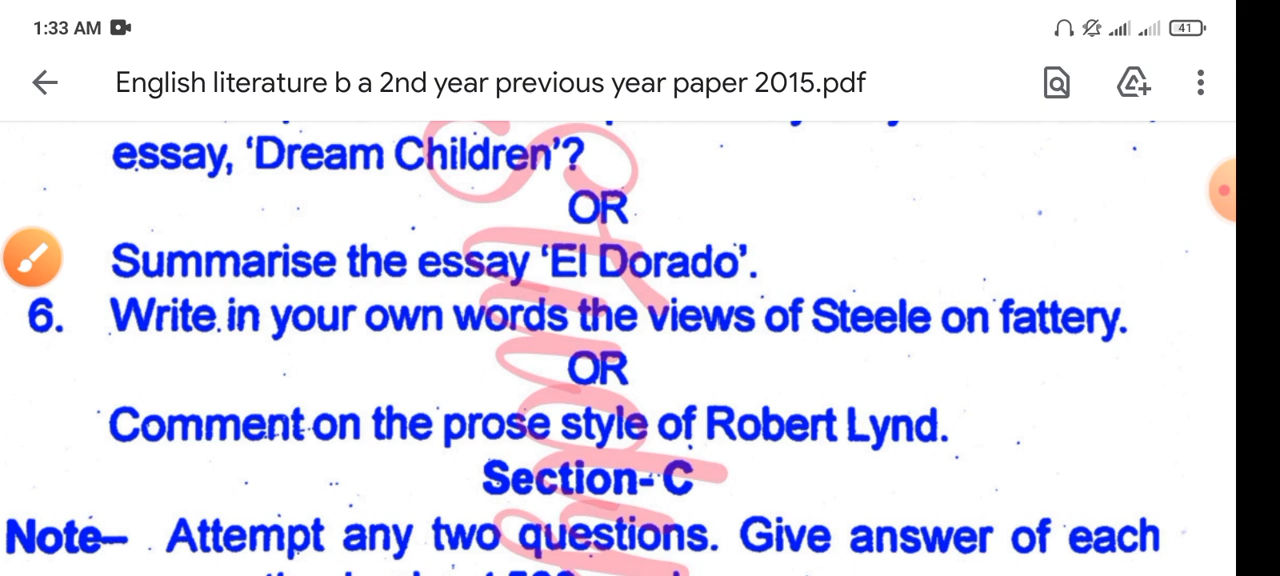 1:33 AM
41
English literature b a 2nd year previous year paper 2015.pdf
essay, ‘Dream Children’?
OR
Summarise the essay ‘El Dorado’.
6. Write in your own words the views of Steele on fattery.
OR
Comment on the prose style of Robert Lynd.
Section- C
Note– Attempt any two questions. Give answer of each